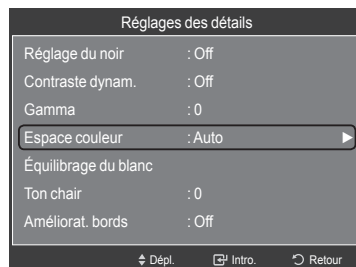 Réglages des détails
Réglage du noir : Off
Contraste dynam. : Off
Gamma : 0
Espace couleur : Auto
Équilibrage du blanc
Ton chair : 0
Améliorat. bords : Off
Dépl. Intro. Retour